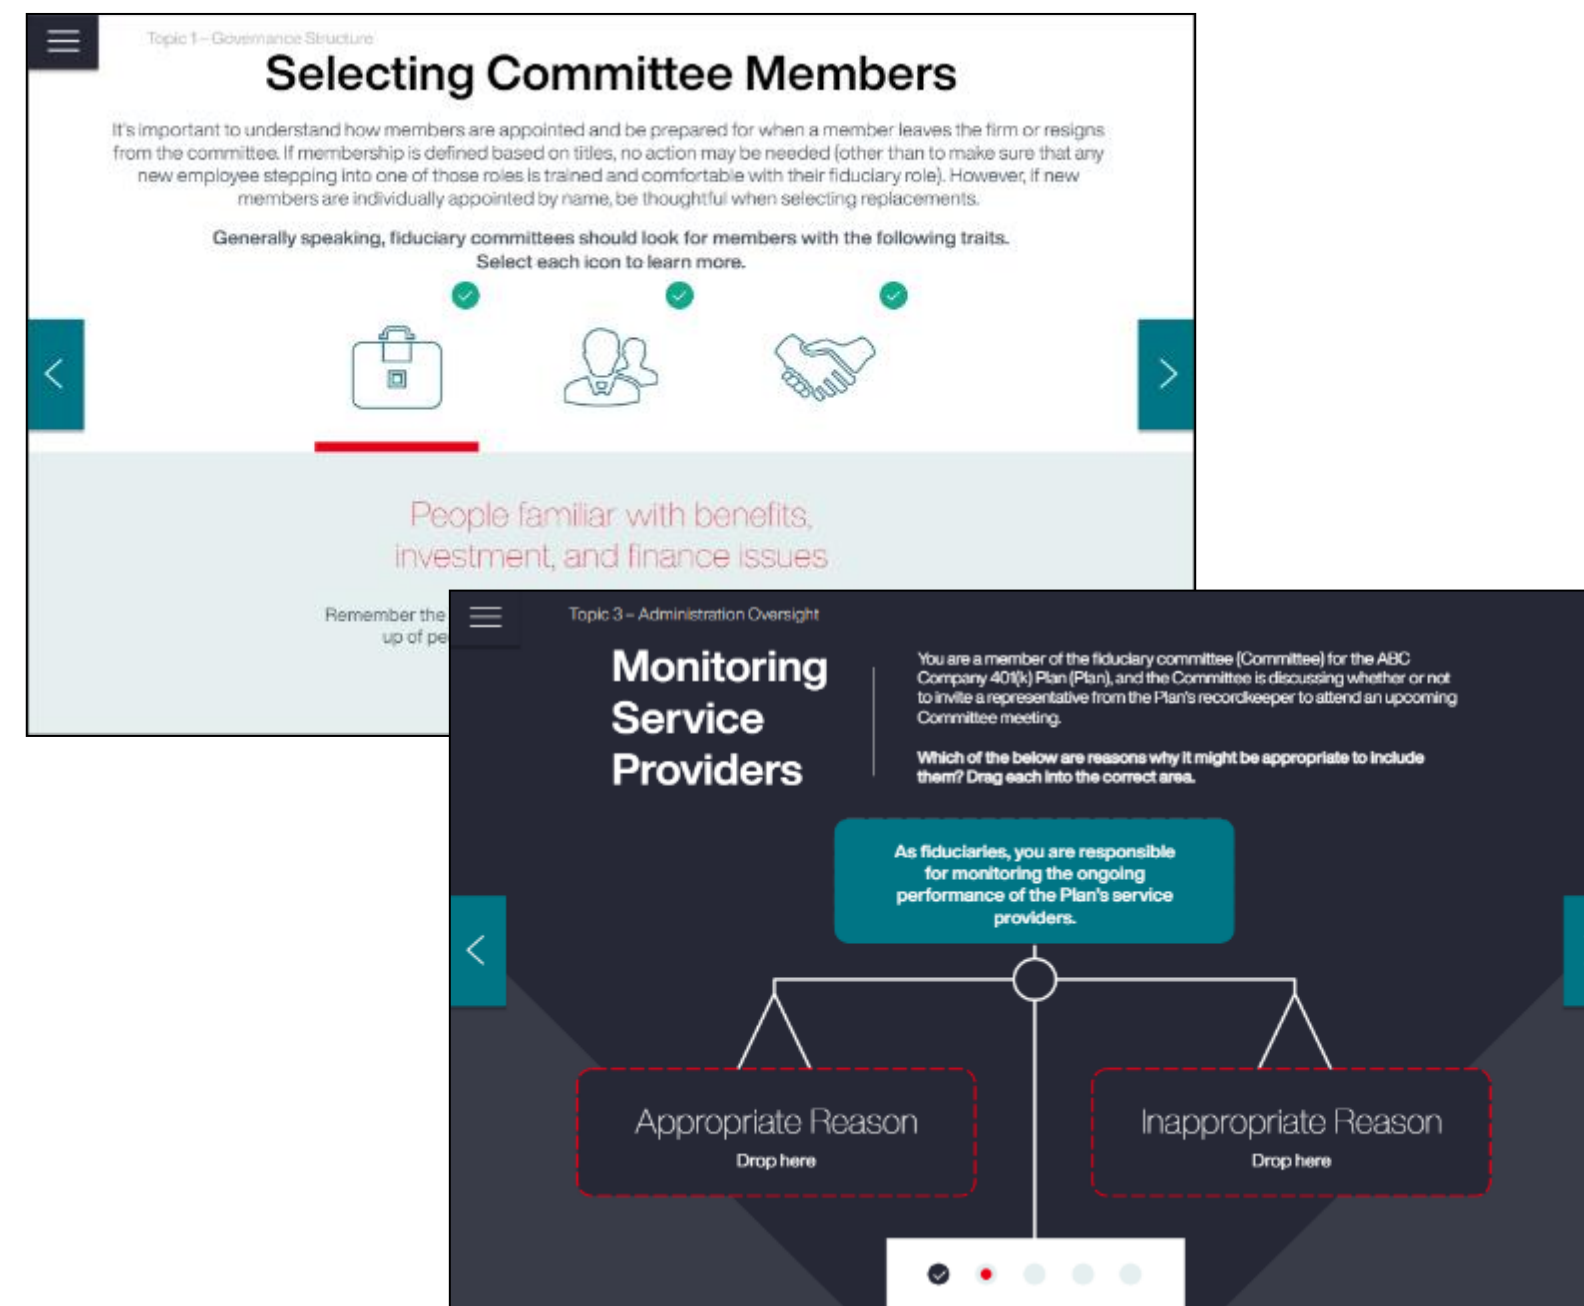 Topic 1 – Governance Structure
Selecting Committee Members
It's important to understand how members are appointed and be prepared for when a member leaves the firm or resigns
from the committee. If membership is defined based on titles, no action may be needed (other than to make sure that any
new employee stepping into one of those roles is trained and comfortable with their fiduciary role). However, if new
members are individually appointed by name, be thoughtful when selecting replacements.
Generally speaking, fiduciary committees should look for members with the following traits.
Select each icon to learn more.
People familiar with benefits,
investment, and finance issues
Remember the
up of pe
Topic 3 – Administration Oversight
Monitoring
Service
Providers
You are a member of the fiduciary committee (Committee) for the ABC
Company 401(k) Plan (Plan), and the Committee is discussing whether or not
to invite a representative from the Plan's recordkeeper to attend an upcoming
Committee meeting.
Which of the below are reasons why it might be appropriate to include
them? Drag each into the correct area.
As fiduciaries, you are responsible
for monitoring the ongoing
performance of the Plan's service
providers.
Appropriate Reason
Drop here
Inappropriate Reason
Drop here